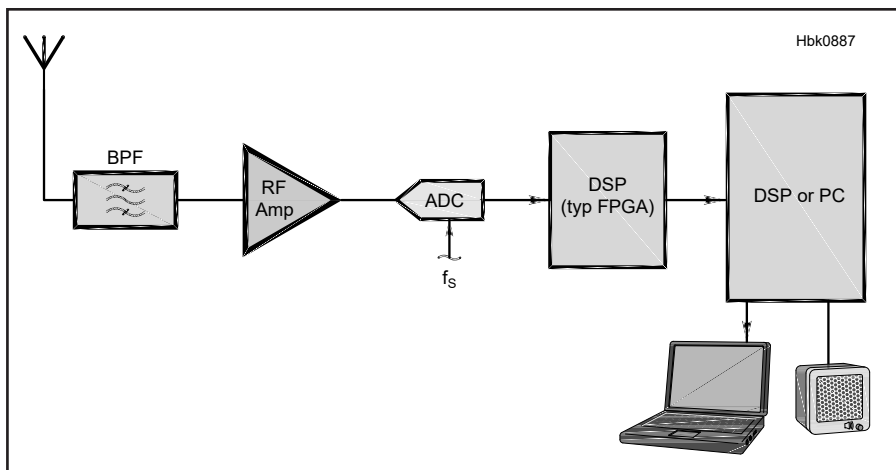 Hbk0887
BPF
RF
Amp
ADC
fS
DSP
(typ FPGA)
DSP or PC